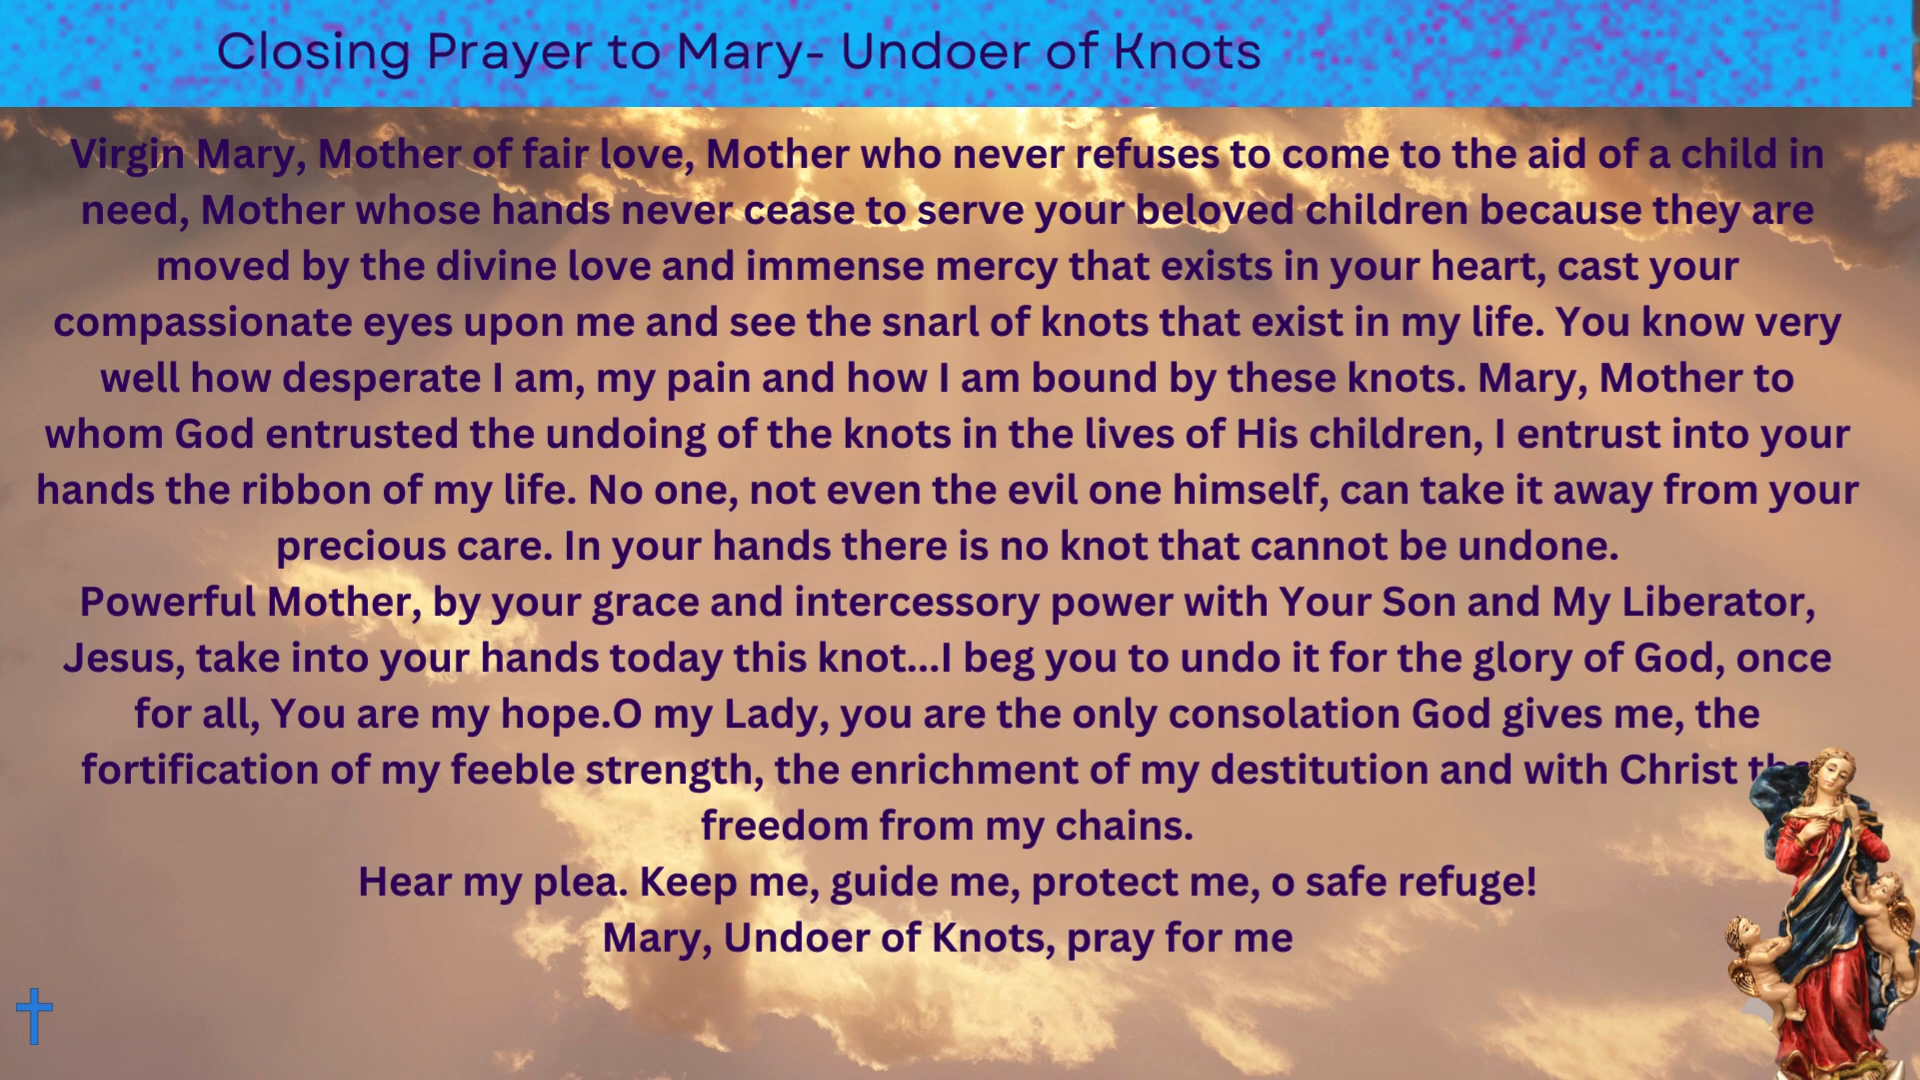 Closing Prayer to Mary- Undoer of Knots
Virgin Mary, Mother of fair love, Mother who never refuses to come to the aid of a child in
need, Mother whose hands never cease to serve your beloved children because they are
moved by the divine love and immense mercy that exists in your heart, cast your
compassionate eyes upon me and see the snarl of knots that exist in my life. You know very
well how desperate I am, my pain and how I am bound by these knots. Mary, Mother to
whom God entrusted the undoing of the knots in the lives of His children, I entrust into your
hands the ribbon of my life. No one, not even the evil one himself, can take it away from your
precious care. In your hands there is no knot that cannot be undone.
Powerful Mother, by your grace and intercessory power with Your Son and My Liberator,
Jesus, take into your hands today this knot...I beg you to undo it for the glory of God, once
for all, You are my hope.O my Lady, you are the only consolation God gives me, the
fortification of my feeble strength, the enrichment of my destitution and with Christ
freedom from my chains.
Hear my plea. Keep me, guide me, protect me, o safe refuge!
Mary, Undoer of Knots, pray for me